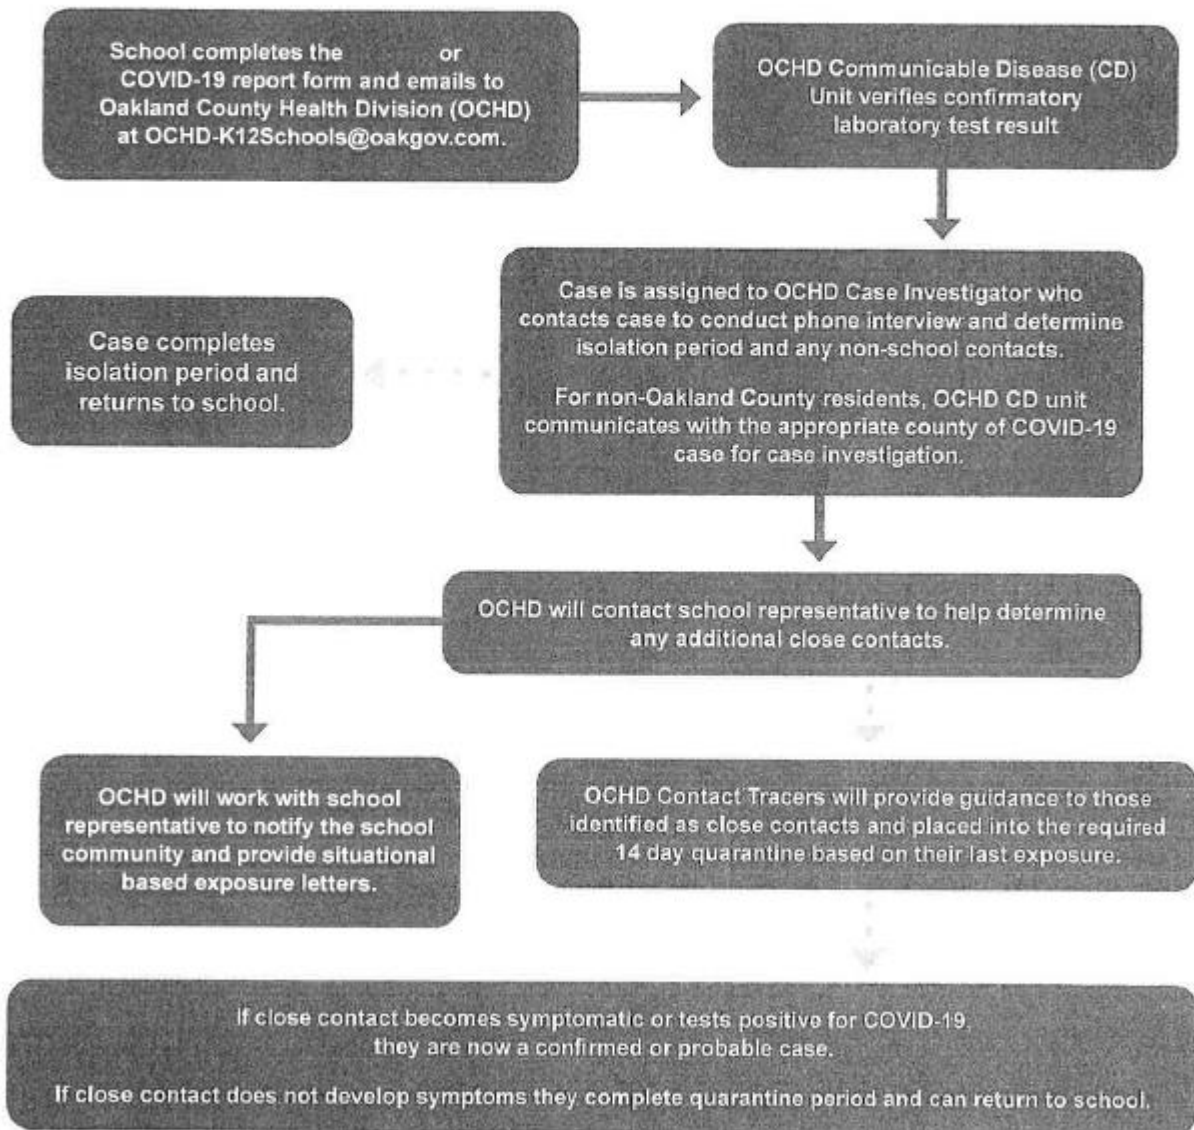 School completes the or
COVID-19 report form and emails to
Oakland County Health Division (OCHD)
at OCHD-K12Schools@oakgov.com.
OCHD Communicable Disease (CD)
Unit verifies confirmatory
laboratory test result
Case is assigned to OCHD Case Investigator who
contacts case to conduct phone interview and determine
isolation period and any non-school contacts.
For non-Oakland County residents, OCHD CD unit
communicates with the appropriate county of COVID-19
case for case investigation.
Case completes
isolation period and
returns to school.
OCHD will contact school representative to help determine
any additional close contacts.
OCHD will work with school
representative to notify the school
community and provide situational
based exposure letters.
OCHD Contact Tracers will provide guidance to those
identified as close contacts and placed into the required
14 day quarantine based on their last exposure.
If close contact becomes symptomatic or tests positive for COVID-19,
they are now a confirmed or probable case.
If close contact does not develop symptoms they complete quarantine period and can return to school.